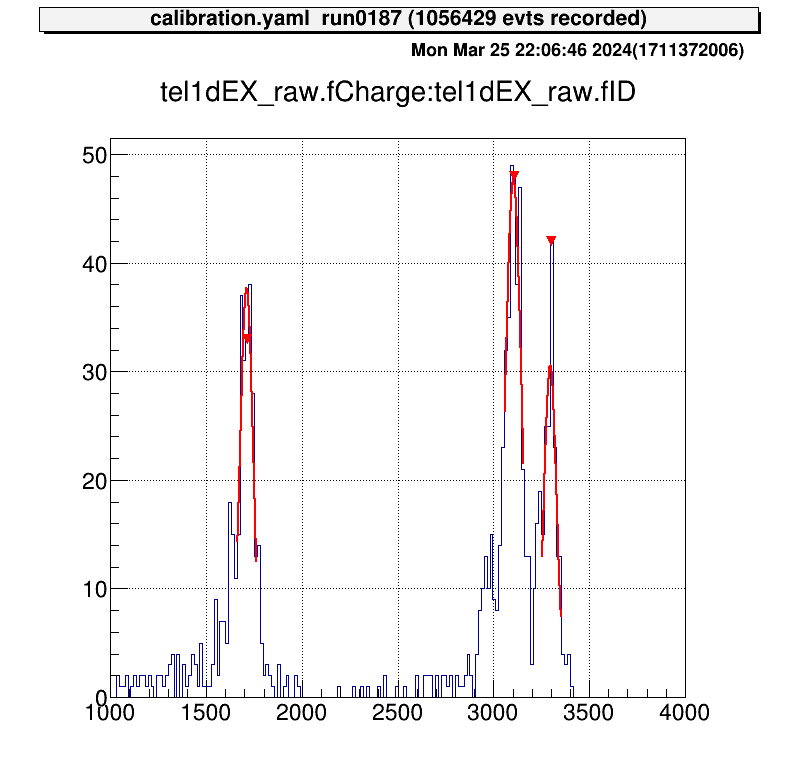 calibration.yaml run0187 (1056429 evts recorded)
Mon Mar 25 22:06:46 2024(1711372006)
tel1dEX_raw.fCharge:tel1dEX_raw.fID
50
40
30
20
10
0
1000 1500 2000 2500 3000 3500 4000